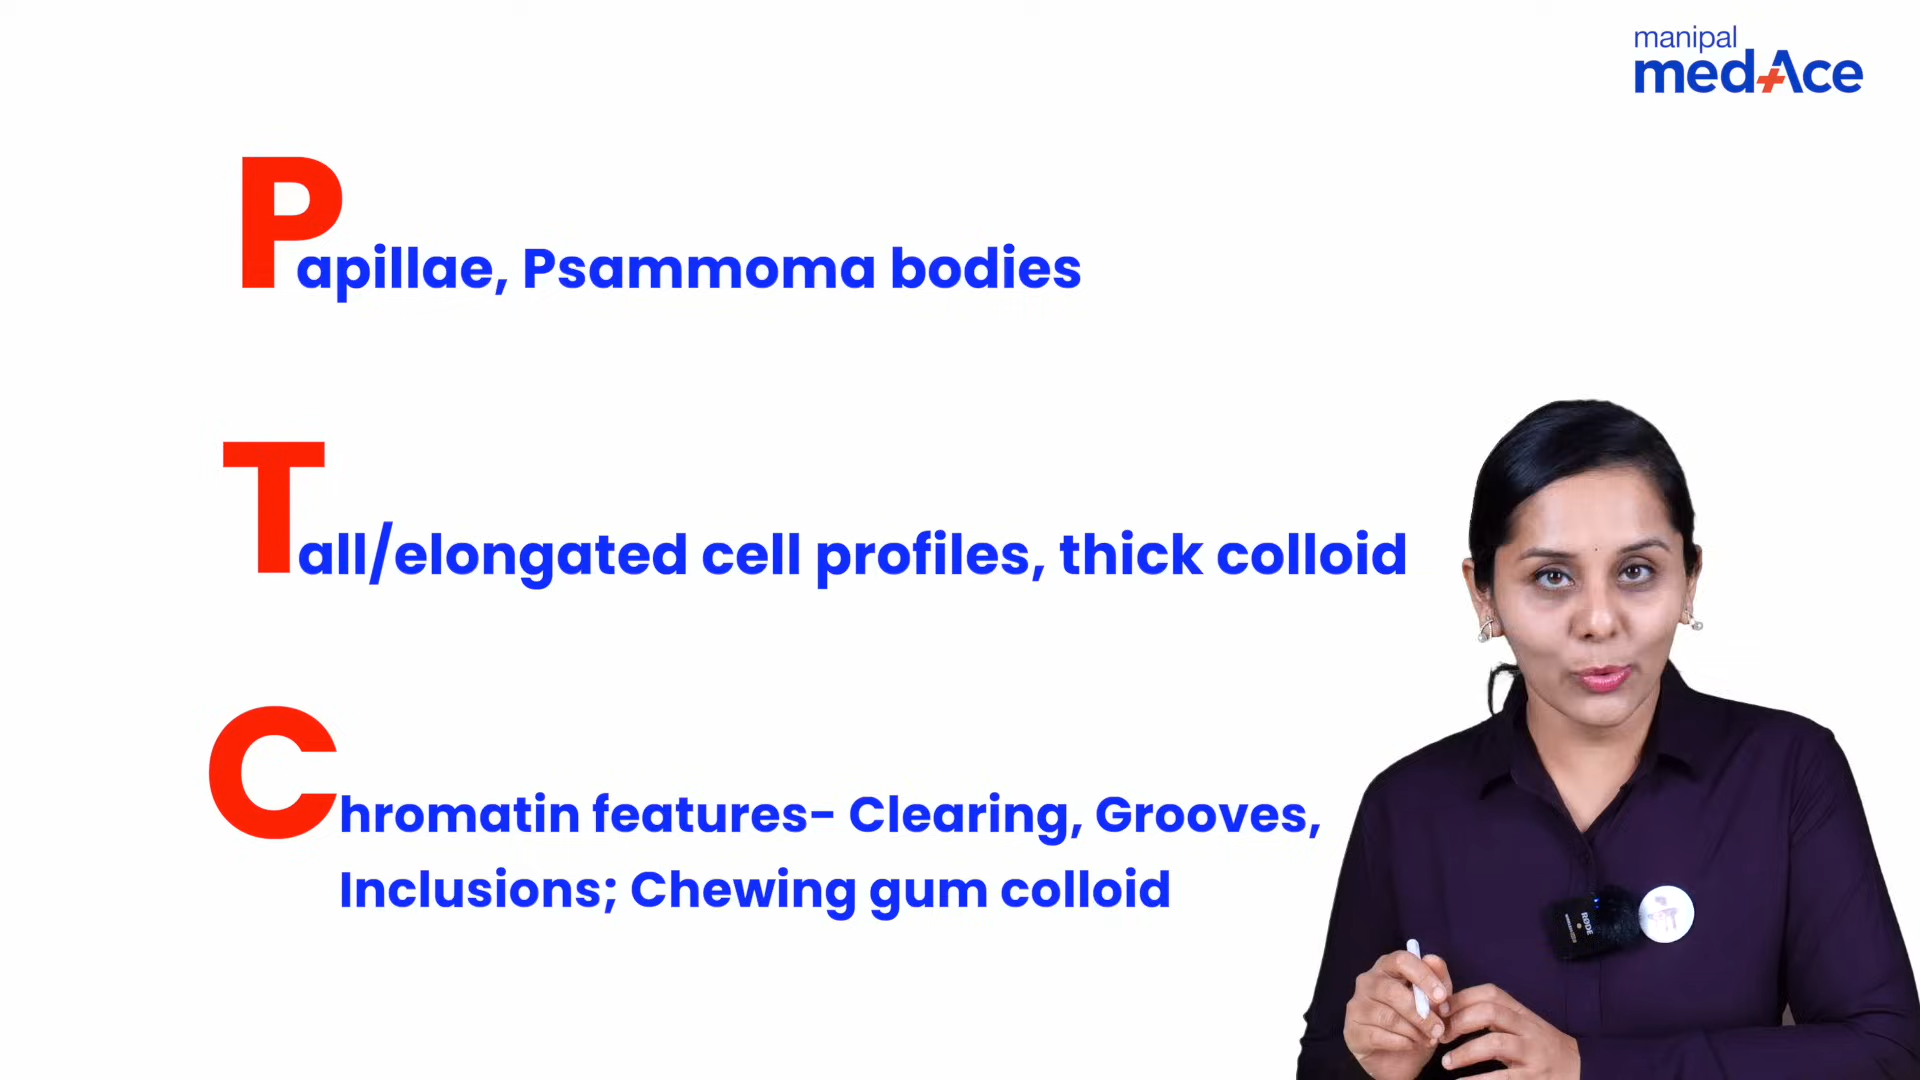 manipal
medAce
Papillae, Psammoma bodies
Tall/elongated cell profiles, thick colloid
Chromatin features- Clearing, Grooves,
Inclusions; Chewing gum colloid
RØDE